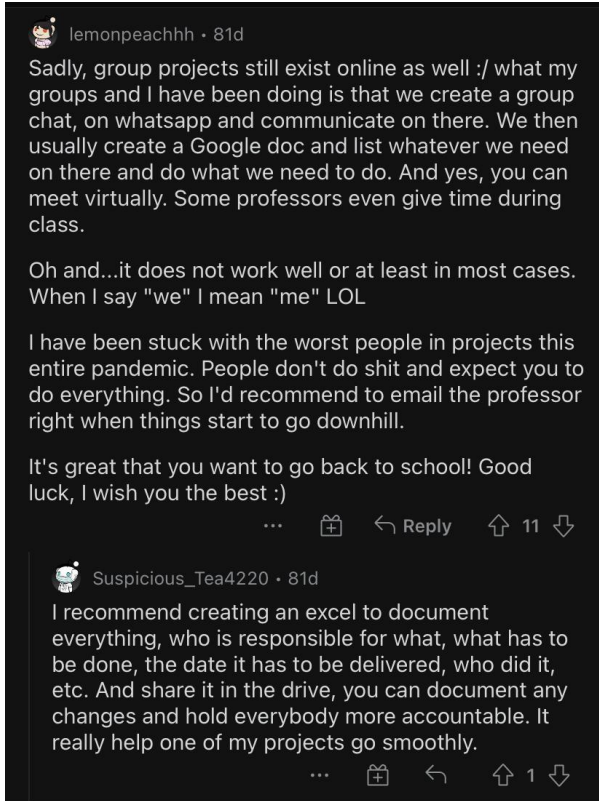 lemonpeachhh • 81d
Sadly, group projects still exist online as well :/ what my
groups and I have been doing is that we create a group
chat, on whatsapp and communicate on there. We then
usually create a Google doc and list whatever we need
on there and do what we need to do. And yes, you can
meet virtually. Some professors even give time during
class.
Oh and...it does not work well or at least in most cases.
When I say "we" I mean "me" LOL
I have been stuck with the worst people in projects this
entire pandemic. People don't do shit and expect you to
do everything. So I'd recommend to email the professor
right when things start to go downhill.
It's great that you want to go back to school! Good
luck, I wish you the best :)
Reply 11
Suspicious_Tea4220 • 81d
I recommend creating an excel to document
everything, who is responsible for what, what has to
be done, the date it has to be delivered, who did it,
etc. And share it in the drive, you can document any
changes and hold everybody more accountable. It
really help one of my projects go smoothly.
1